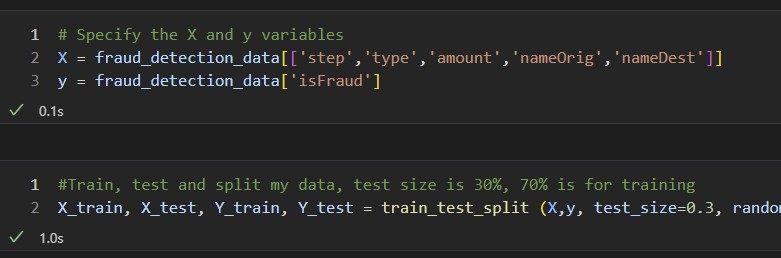 1 # Specify the X and y variables
2 X = fraud_detection_data[['step','type','amount','nameOrig','nameDest']]
3 y = fraud_detection_data['isFraud']
0.1s
1 #Train, test and split my data, test size is 30%, 70% is for training
2 X_train, X_test, Y_train, Y_test = train_test_split (X,y, test_size=0.3,
1.0s